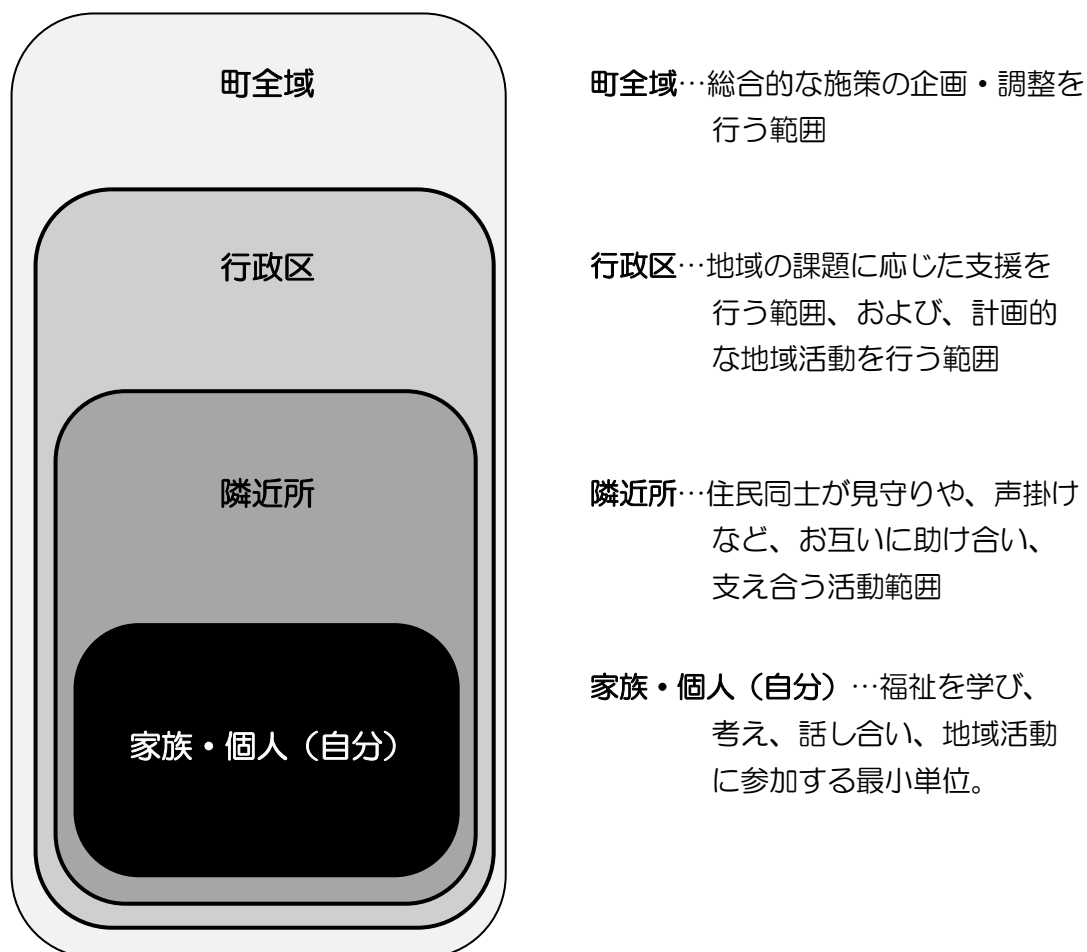 町全域
行政区
隣近所
家族・個人（自分）
町全域…総合的な施策の企画・調整を
行う範囲
行政区…地域の課題に応じた支援を
行う範囲、および、計画的
な地域活動を行う範囲
隣近所…住民同士が見守りや、声掛け
など、お互いに助け合い、
支え合う活動範囲
家族・個人（自分）…福祉を学び、
考え、話し合い、地域活動
に参加する最小単位。